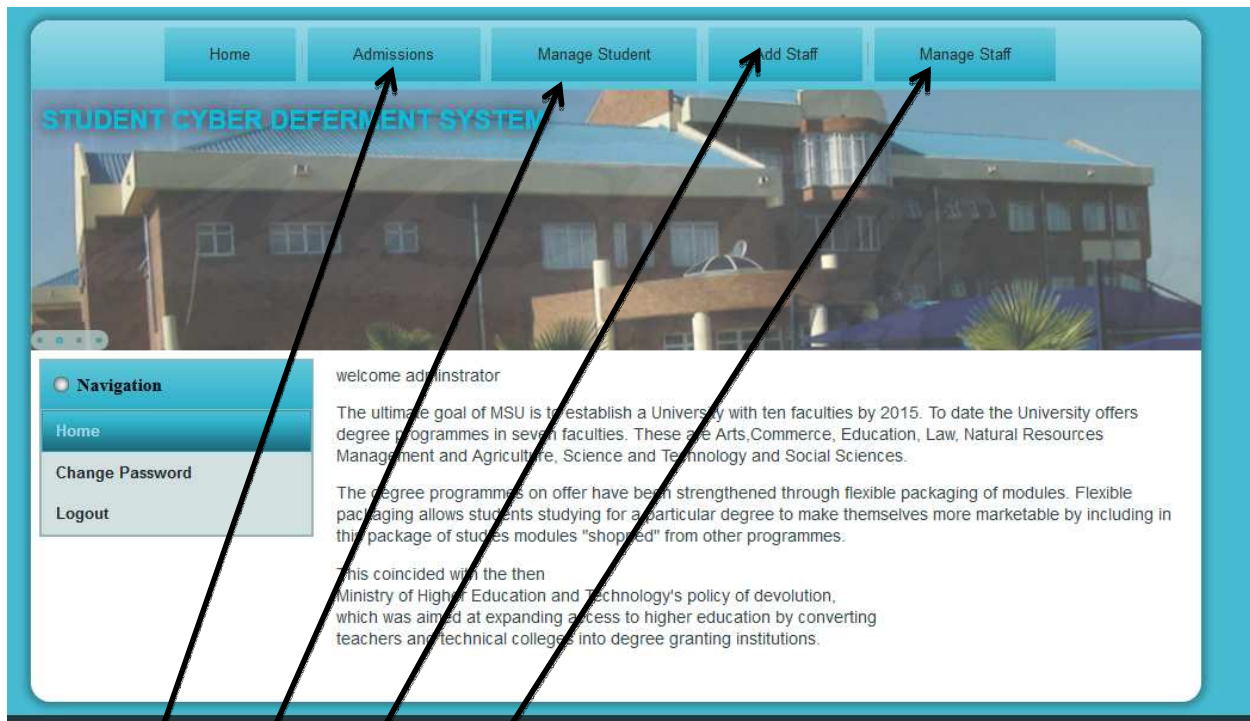 Home Admissions Manage Student Add Staff Manage Staff
STUDENT CYBER DEFERMENT SYSTEM
Navigation
Home
Change Password
Logout
welcome adminstrator
The ultimate goal of MSU is to establish a University with ten faculties by 2015. To date the University offers
degree programmes in seven faculties. These are Arts,Commerce, Education, Law, Natural Resources
Management and Agriculture, Science and Technology and Social Sciences.
The degree programmes on offer have been strengthened through flexible packaging of modules. Flexible
packaging allows students studying for a particular degree to make themselves more marketable by including in
this package of studies modules "shopped" from other programmes.
This coincided with the then
Ministry of Higher Education and Technology's policy of devolution,
which was aimed at expanding access to higher education by converting
teachers and technical colleges into degree granting institutions.